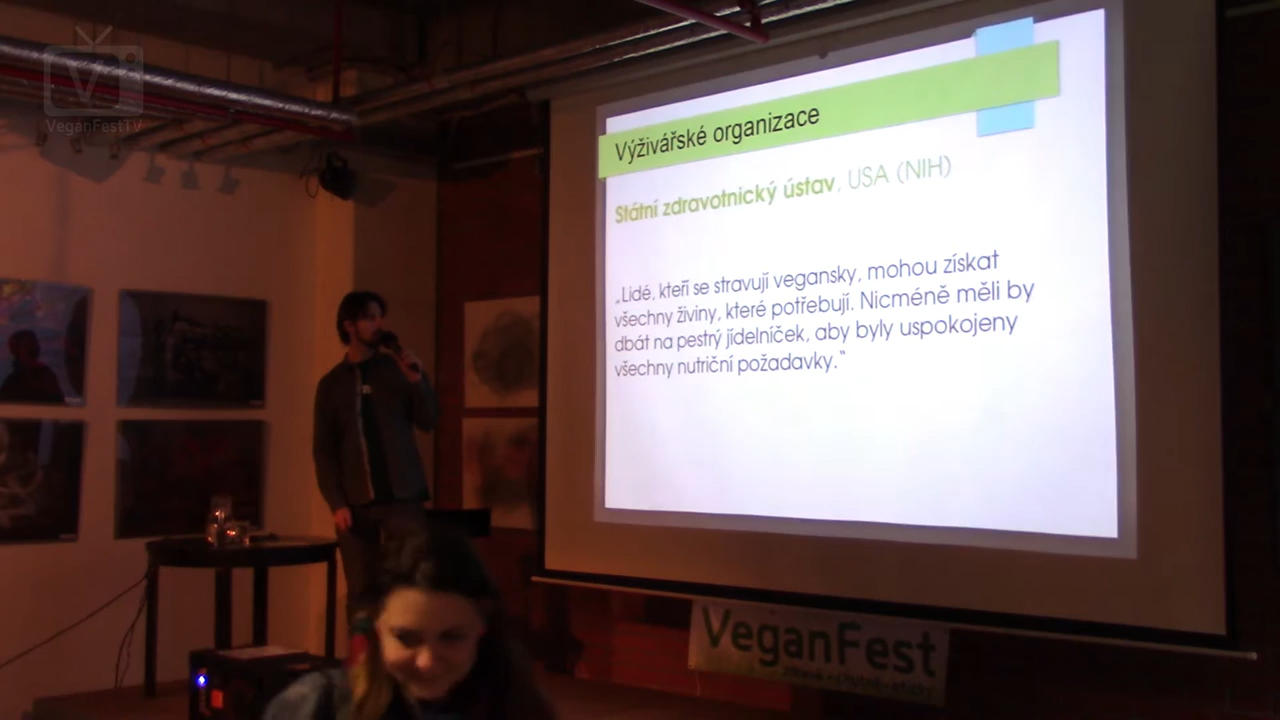 VeganFestTV
Výživářské organizace
Státní zdravotnický ústav, USA (NIH)
„Lidé, kteří se stravují vegansky, mohou získat
všechny živiny, které potřebují. Nicméně měli by
dbát na pestrý jídelníček, aby byly uspokojeny
všechny nutriční požadavky.“
VeganFest